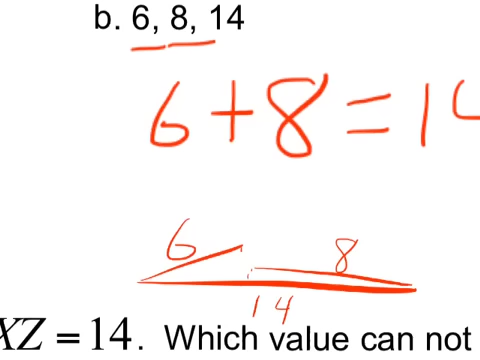 b. 6, 8, 14
6 + 8 = 14
6
8
14
XZ = 14. Which value can not